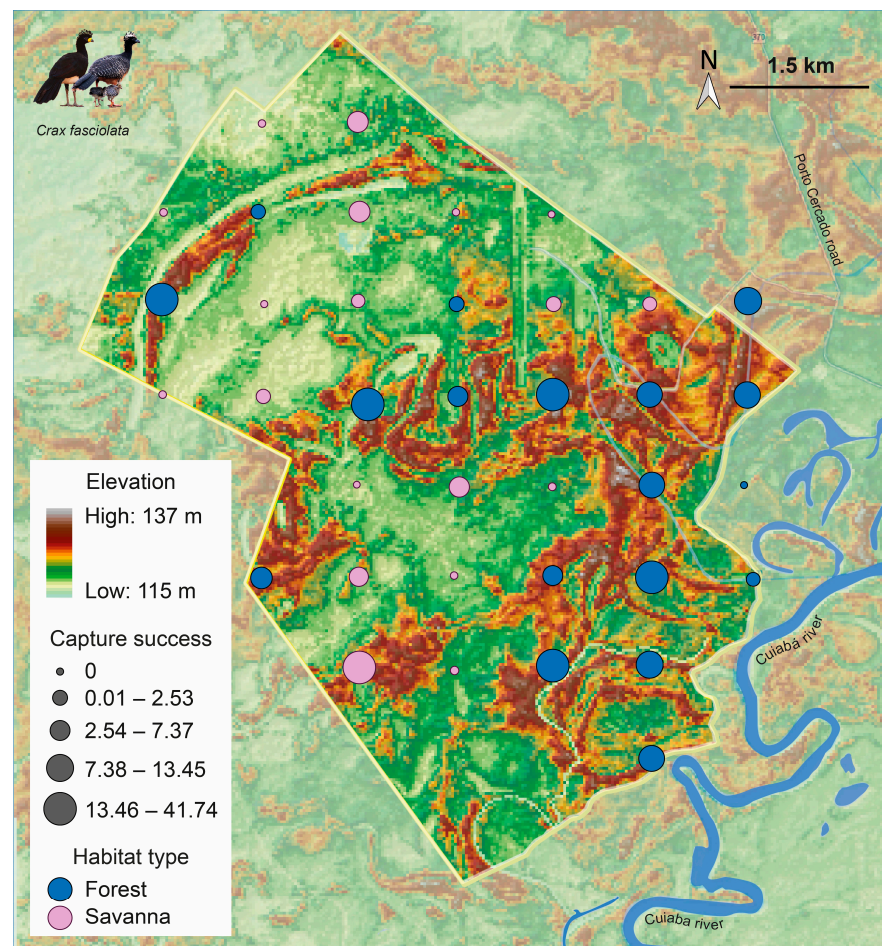 370
N
1.5 km
Crax fasciolata
Porto Cercado road
Elevation
High: 137 m
Low: 115 m
Capture success
0
0.01 – 2.53
2.54 – 7.37
7.38 – 13.45
13.46 – 41.74
Habitat type
Forest
Savanna
Cuiabá river
Cuiaba river